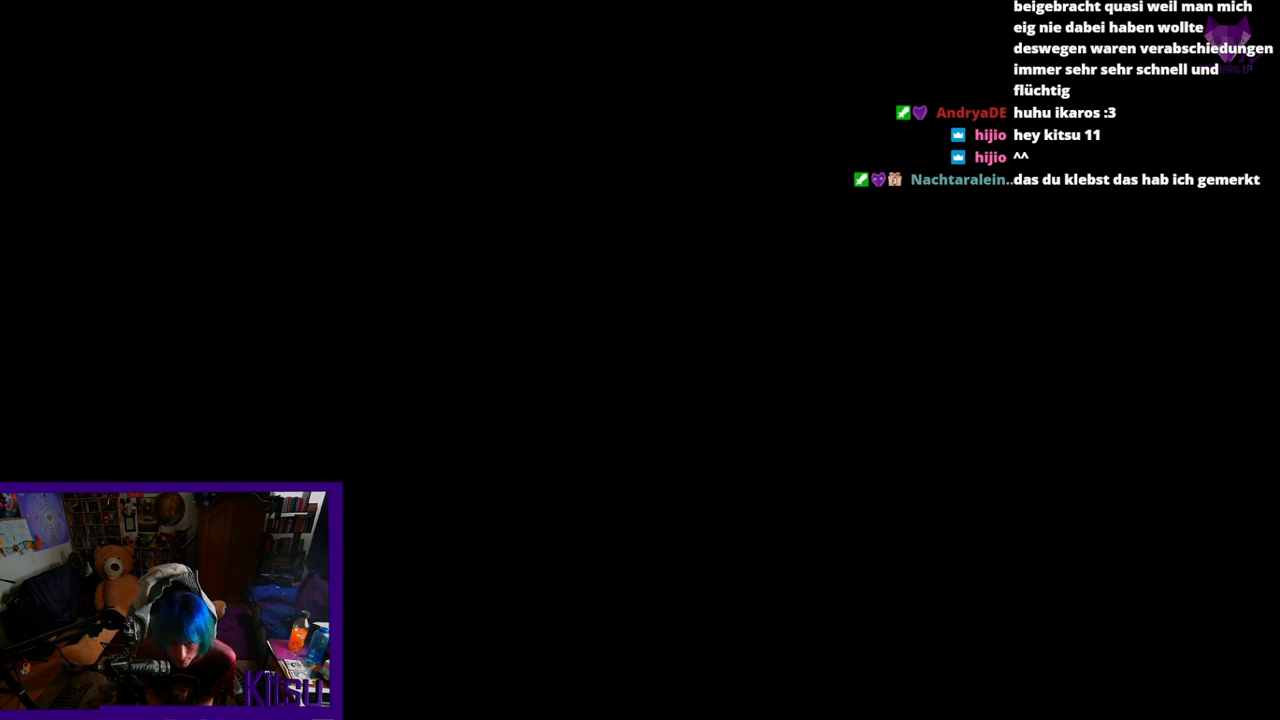 beigebracht quasi weil man mich
eig nie dabei haben wollte
deswegen waren verabschiedungen
immer sehr sehr schnell und
flüchtig
AndryaDE huhu ikaros :3
hijio hey kitsu 11
hijio ^^
Nachtaralein.. das du klebst das hab ich gemerkt
Kitsu